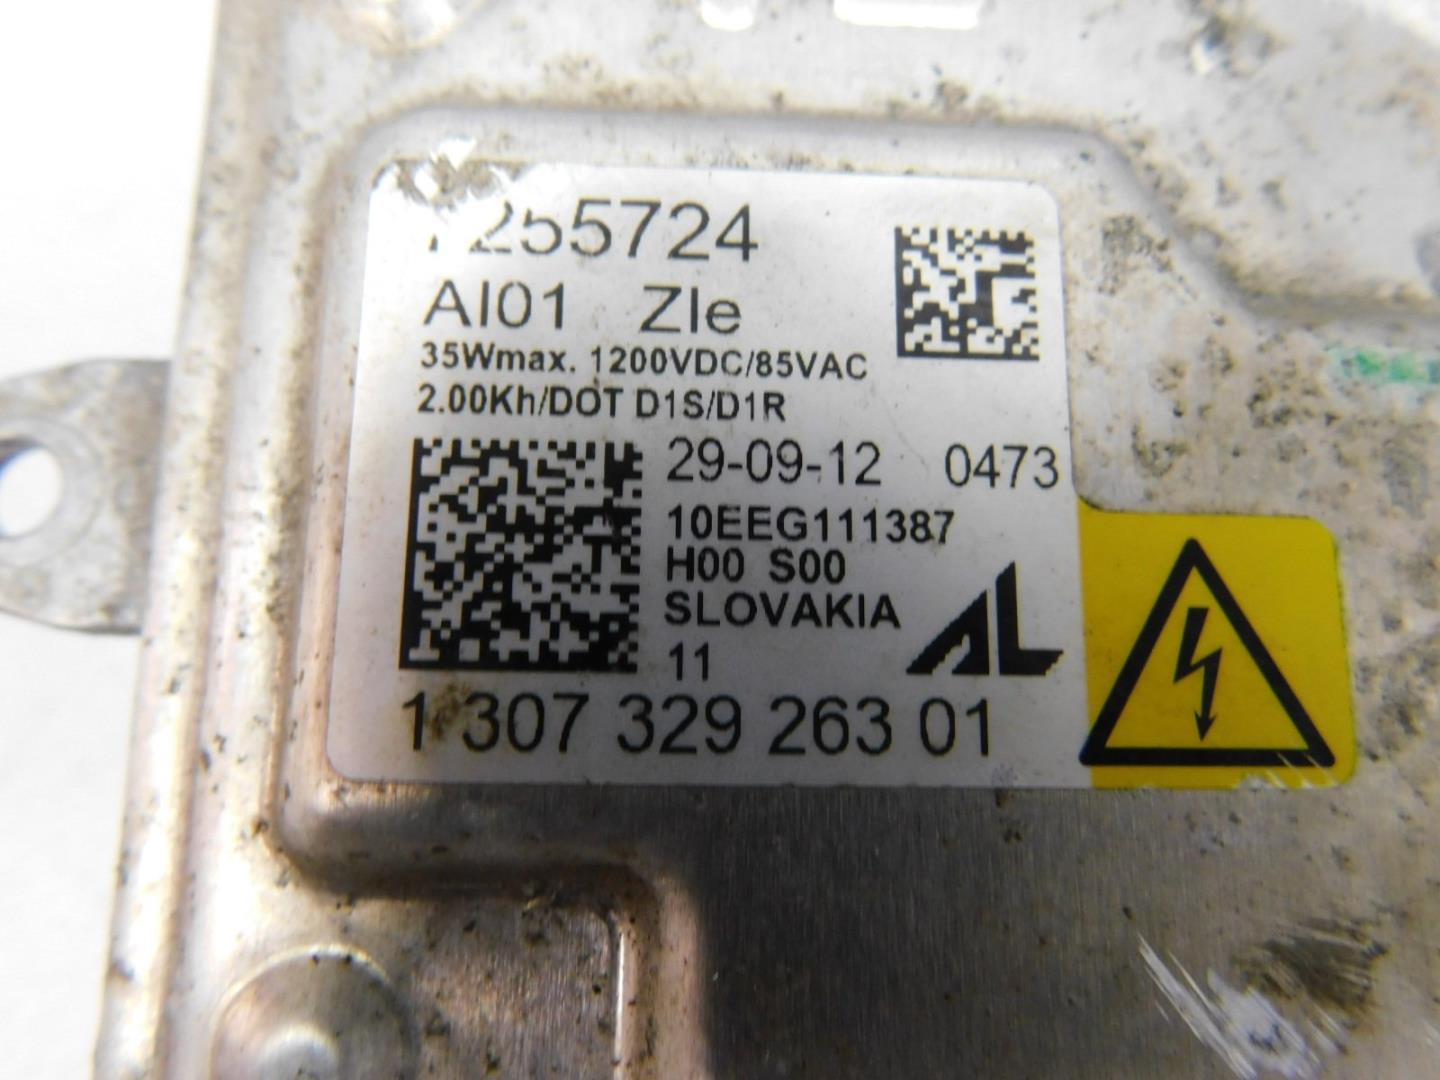 255724
AI01 ZIe
35Wmax. 1200VDC/85VAC
2.00Kh/DOT D1S/D1R
29-09-12 0473
10EEG111387
H00 S00
SLOVAKIA
AL
11
1 307 329 263 01